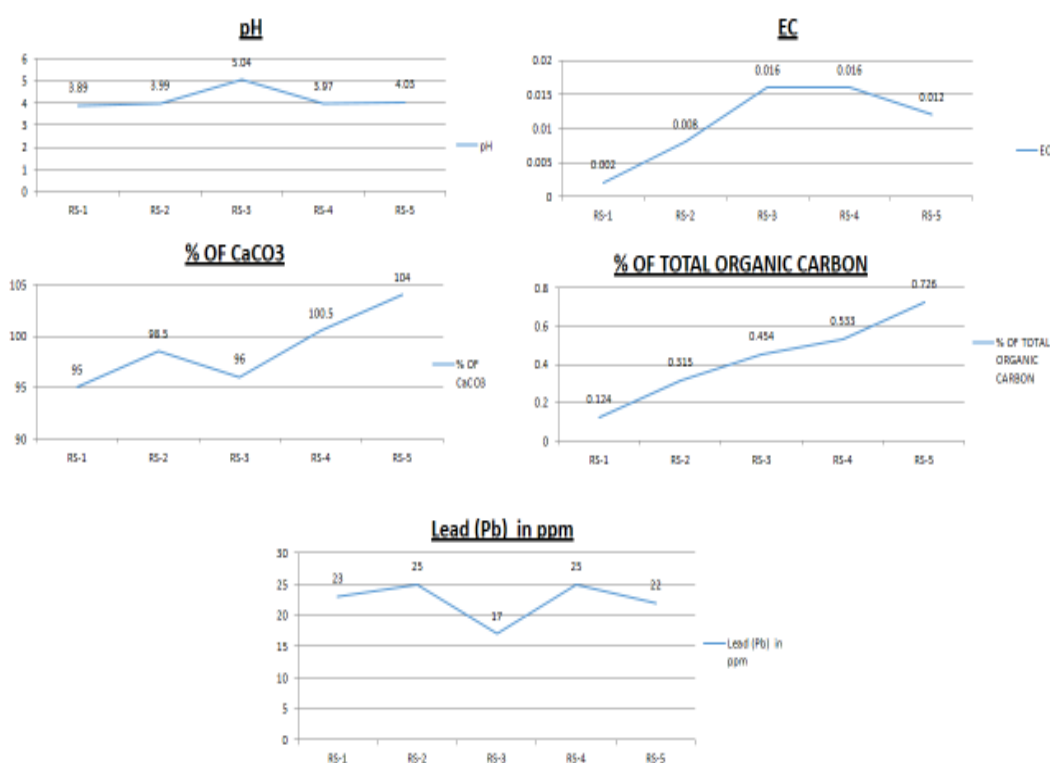 pH
6
5
4
3
2
1
0
3.89
3.99
5.04
3.97
4.03
pH
RS-1
RS-2
RS-3
RS-4
RS-5
EC
0.02
0.015
0.01
0.005
0
0.002
0.008
0.016
0.016
0.012
EC
RS-1
RS-2
RS-3
RS-4
RS-5
% OF CaCO3
105
100
95
90
95
98.5
96
100.5
104
% OF
CaCO3
RS-1
RS-2
RS-3
RS-4
RS-5
% OF TOTAL ORGANIC CARBON
0.8
0.6
0.4
0.2
0
0.124
0.315
0.454
0.533
0.726
% OF TOTAL
ORGANIC
CARBON
RS-1
RS-2
RS-3
RS-4
RS-5
Lead (Pb) in ppm
30
25
20
15
10
5
0
23
25
17
25
22
Lead (Pb) in
ppm
RS-1
RS-2
RS-3
RS-4
RS-5